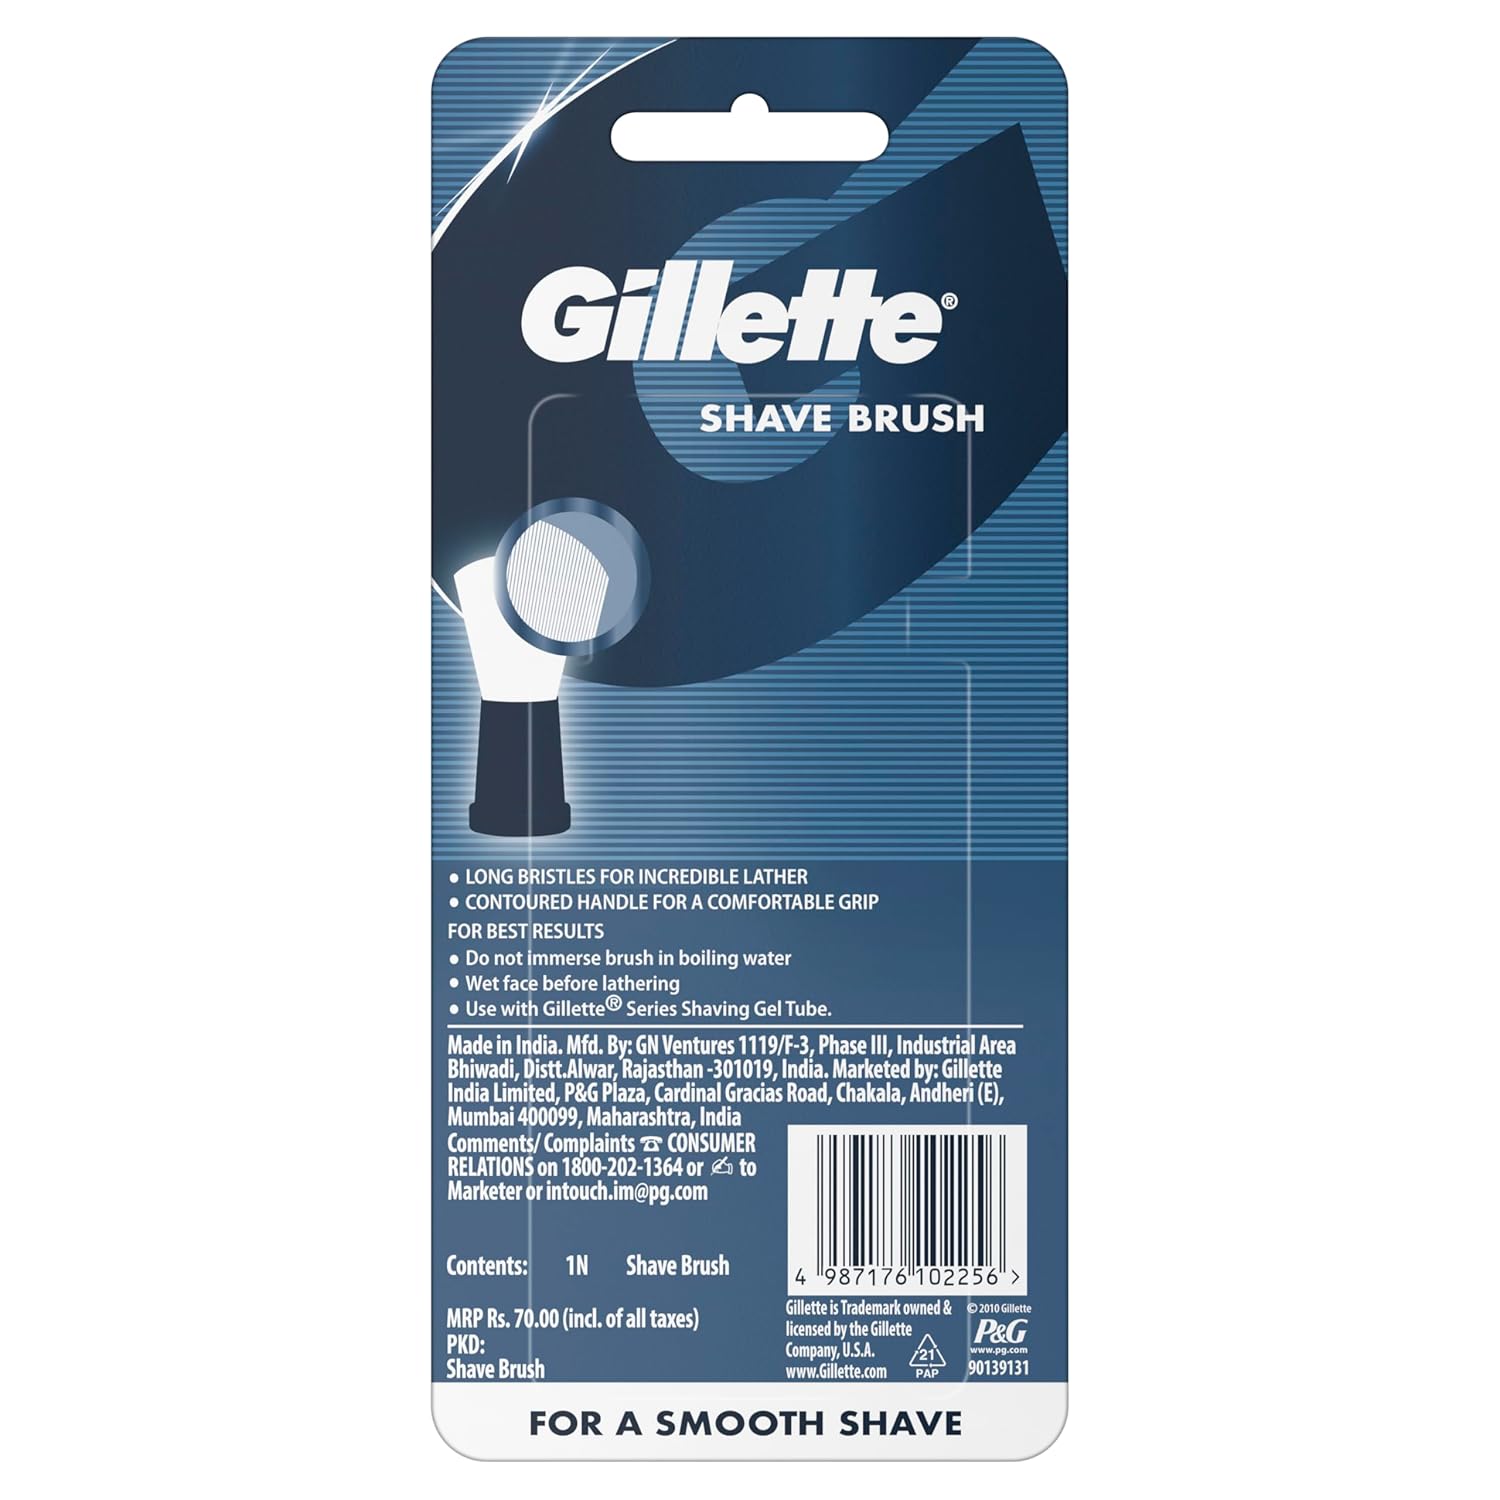 Gillette®
SHAVE BRUSH
• LONG BRISTLES FOR INCREDIBLE LATHER
• CONTOURED HANDLE FOR A COMFORTABLE GRIP
FOR BEST RESULTS
• Do not immerse brush in boiling water
• Wet face before lathering
• Use with Gillette® Series Shaving Gel Tube.
Made in India. Mfd. By: GN Ventures 1119/F-3, Phase III, Industrial Area
Bhiwadi, Distt.Alwar, Rajasthan -301019, India. Marketed by: Gillette
India Limited, P&G Plaza, Cardinal Gracias Road, Chakala, Andheri (E),
Mumbai 400099, Maharashtra, India
Comments/ Complaints ☎ CONSUMER
RELATIONS on 1800-202-1364 or ✍ to
Marketer or intouch.im@pg.com
Contents: 1N Shave Brush
MRP Rs. 70.00 (incl. of all taxes)
PKD:
Shave Brush
4 987176 102256 >
Gillette is Trademark owned &
licensed by the Gillette
Company, U.S.A.
www.Gillette.com
21
PAP
© 2010 Gillette
P&G
www.pg.com
90139131
FOR A SMOOTH SHAVE